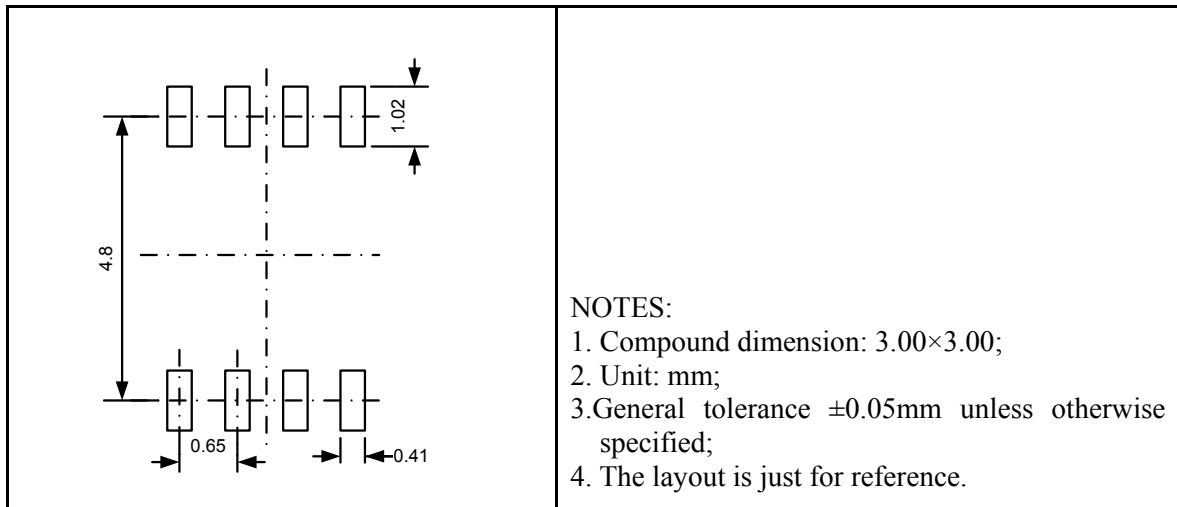 1.02
4.8
0.65
0.41
NOTES:
1. Compound dimension: 3.00×3.00;
2. Unit: mm;
3.General tolerance ±0.05mm unless otherwise
specified;
4. The layout is just for reference.